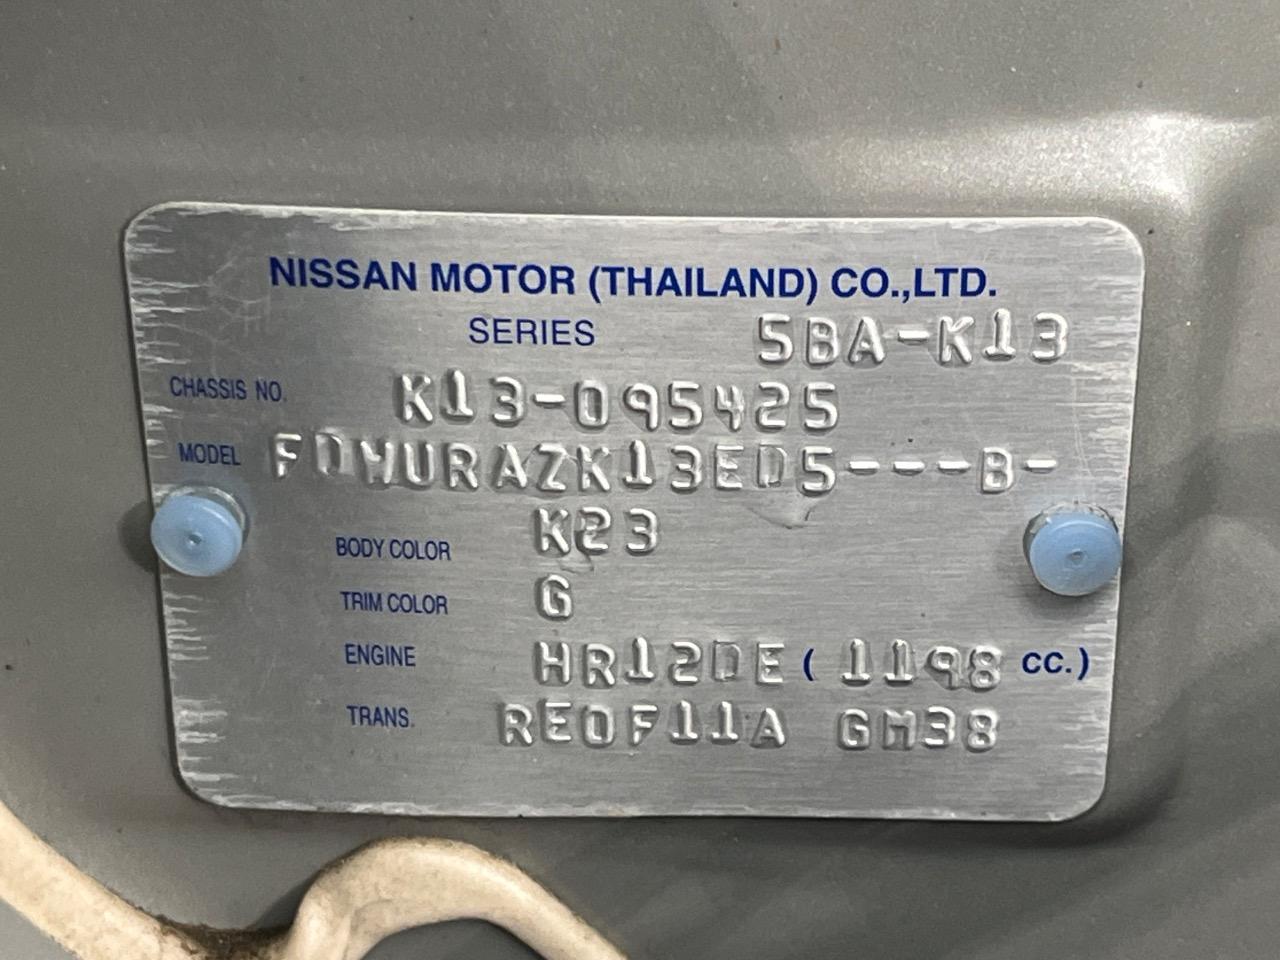 NISSAN MOTOR (THAILAND) CO.,LTD.
SERIES 5BA-K13
CHASSIS NO. K13-095425
MODEL FDWURAZK13ED5---B-
BODY COLOR K23
TRIM COLOR G
ENGINE HR12DE ( 1198 CC.)
TRANS. RE0F11A GM38